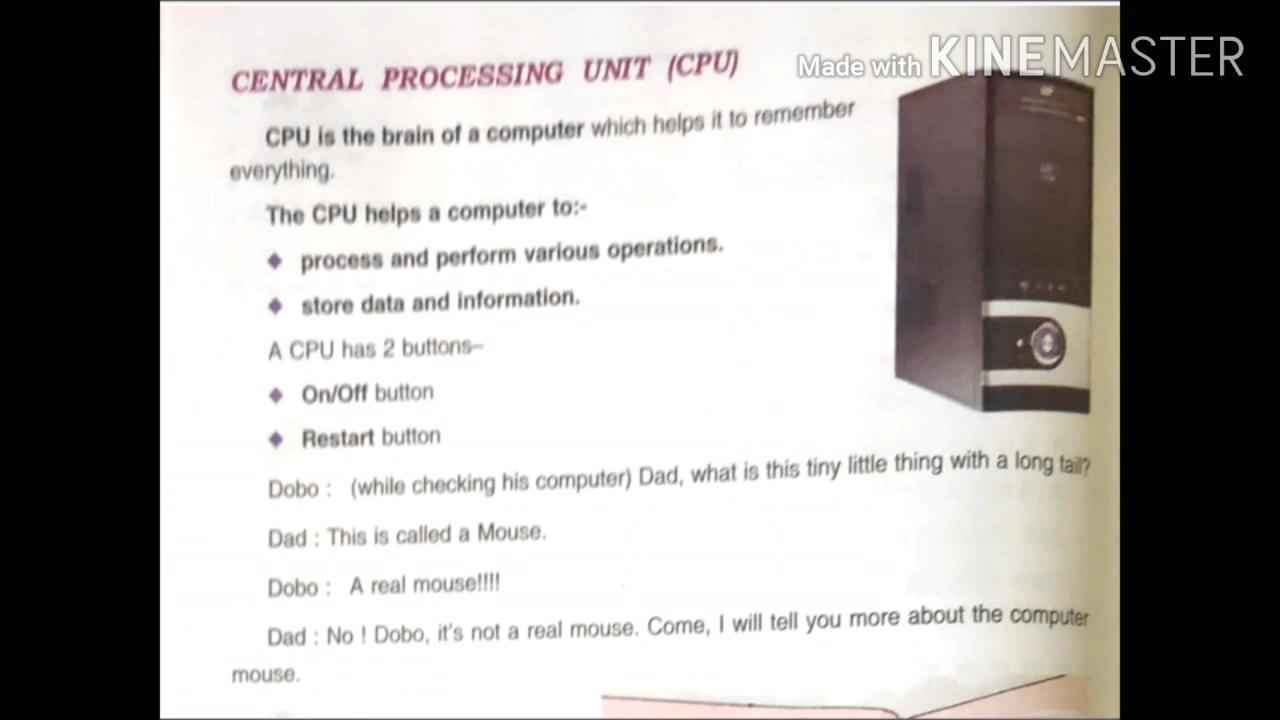 Made with KINEMASTER
CENTRAL PROCESSING UNIT (CPU)
CPU is the brain of a computer which helps it to remember
everything.
The CPU helps a computer to:-
◆ process and perform various operations.
◆ store data and information.
A CPU has 2 buttons–
◆ On/Off button
◆ Restart button
Dobo : (while checking his computer) Dad, what is this tiny little thing with a long tail?
Dad : This is called a Mouse.
Dobo : A real mouse!!!!
Dad : No ! Dobo, it's not a real mouse. Come, I will tell you more about the computer
mouse.